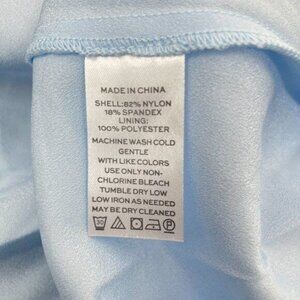 MADE IN CHINA
SHELL:82% NYLON
18% SPANDEX
LINING:
100% POLYESTER
MACHINE WASH COLD
GENTLE
WITH LIKE COLORS
USE ONLY NON-
CHLORINE BLEACH
TUMBLE DRY LOW
LOW IRON AS NEEDED
MAY BE DRY CLEANED
30 P